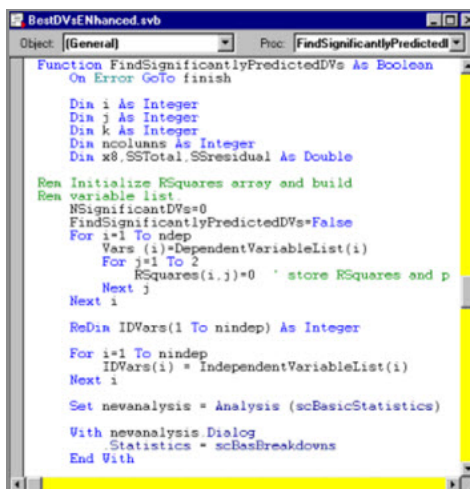 BestDVsENhanced.svb
Object: (General) Proc: FindSignificantlyPredictedI
Function FindSignificantlyPredictedDVs As Boolean
On Error GoTo finish
Dim i As Integer
Dim j As Integer
Dim k As Integer
Dim ncolumns As Integer
Dim x8,SSTotal,SSresidual As Double
Rem Initialize RSquares array and build
Rem variable list.
NSignificantDVs=0
FindSignificantlyPredictedDVs=False
For i=1 To ndep
Vars (i)=DependentVariableList(i)
For j=1 To 2
RSquares(i,j)=0 ' store RSquares and p
Next j
Next i
ReDim IDVars(1 To nindep) As Integer
For i=1 To nindep
IDVars(i) = IndependentVariableList(i)
Next i
Set newanalysis = Analysis (scBasicStatistics)
With newanalysis.Dialog
.Statistics = scBasBreakdowns
End With